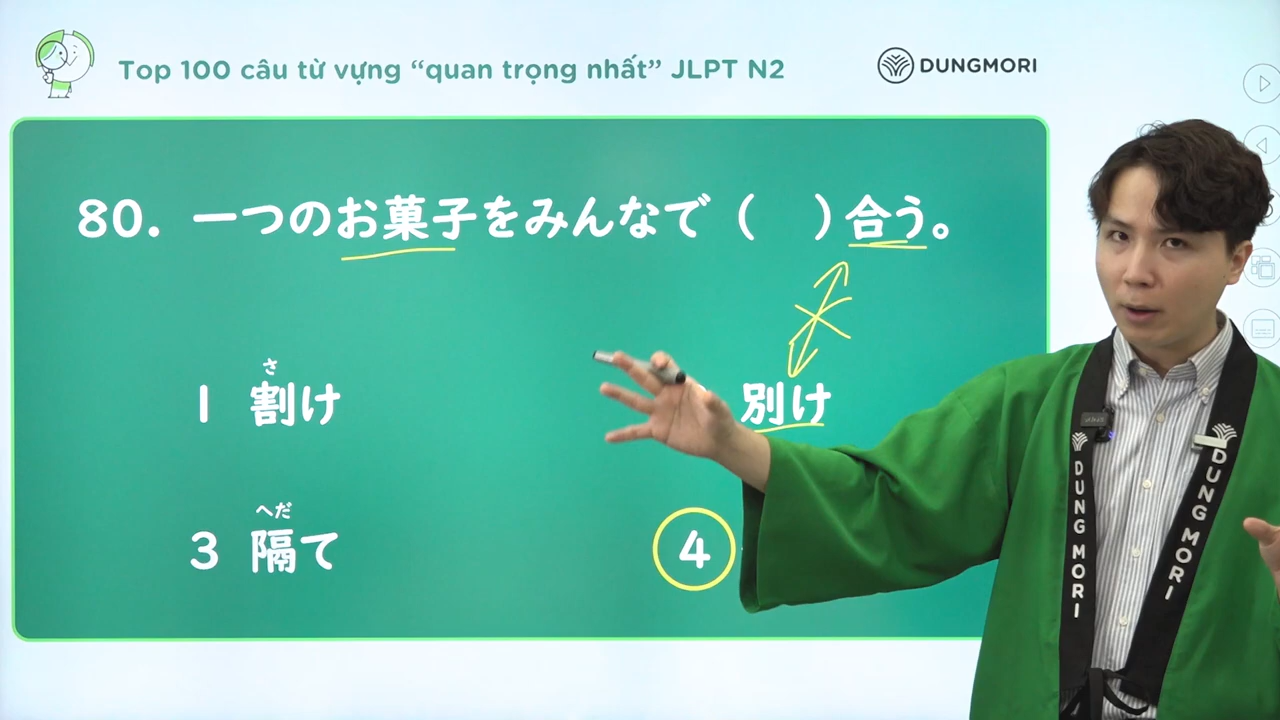 Top 100 câu từ vựng “quan trọng nhất” JLPT N2
DUNGMORI
80. 一つのお菓子をみんなで（　）合う。
さ
1 割け
別け
へだ
3 隔て
4
DUNG MORI
DUNG MORI